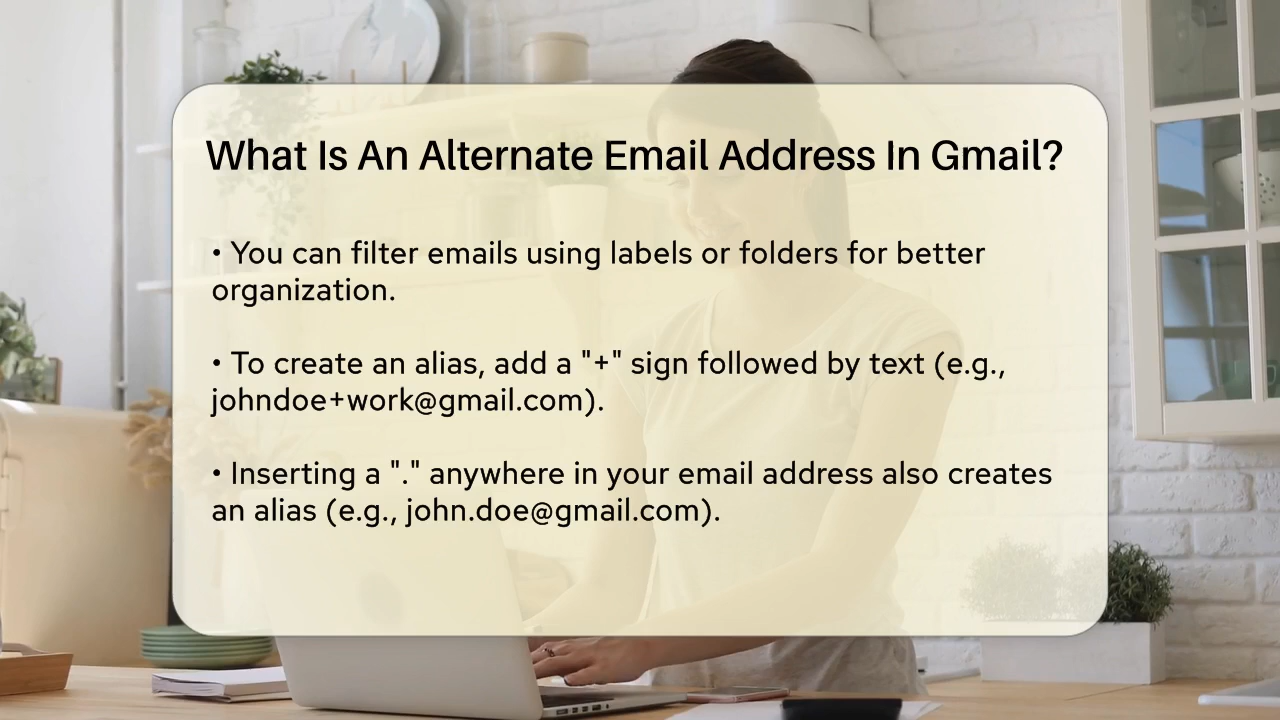 What Is An Alternate Email Address In Gmail?
• You can filter emails using labels or folders for better
organization.
• To create an alias, add a "+" sign followed by text (e.g.,
johndoe+work@gmail.com).
• Inserting a "." anywhere in your email address also creates
an alias (e.g., john.doe@gmail.com).